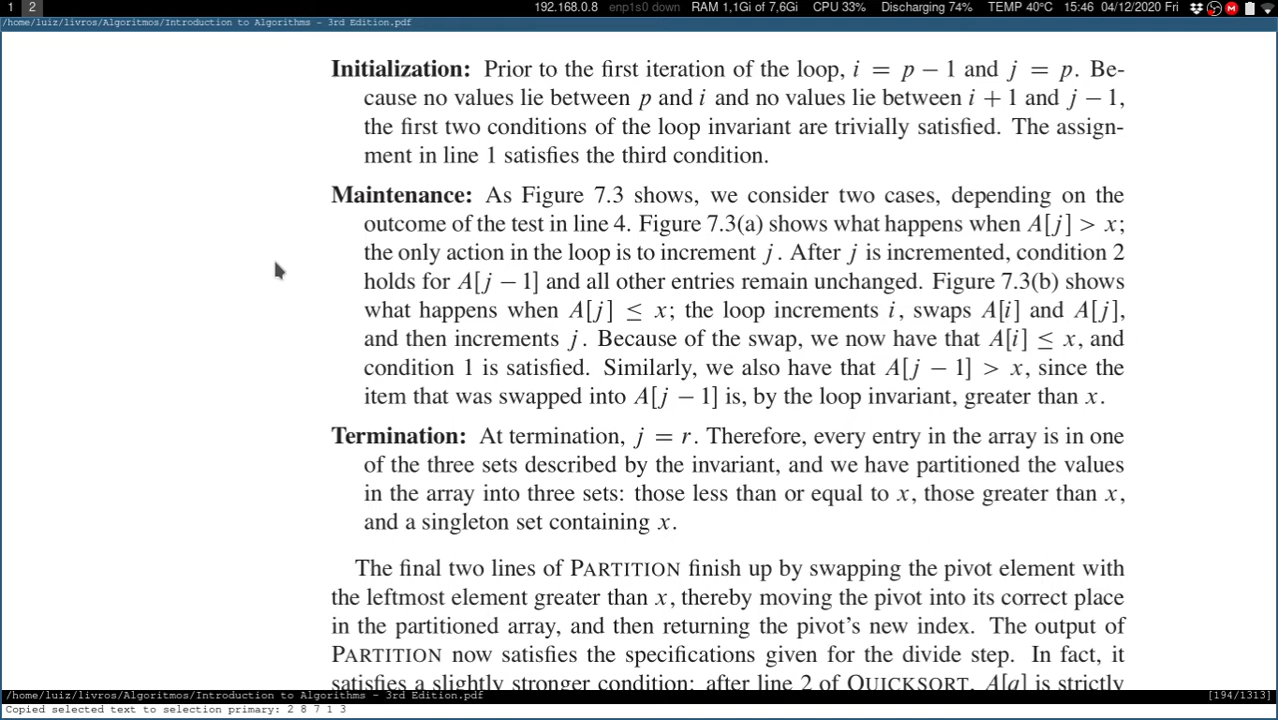 1 2 192.168.0.8 enp1s0 down RAM 1,1Gi of 7,6Gi CPU 33% Discharging 74% TEMP 40°C 15:46 04/12/2020 Fri
/home/luiz/livros/Algoritmos/Introduction to Algorithms - 3rd Edition.pdf
Initialization: Prior to the first iteration of the loop, i = p − 1 and j = p. Be-
cause no values lie between p and i and no values lie between i + 1 and j − 1,
the first two conditions of the loop invariant are trivially satisfied. The assign-
ment in line 1 satisfies the third condition.
Maintenance: As Figure 7.3 shows, we consider two cases, depending on the
outcome of the test in line 4. Figure 7.3(a) shows what happens when A[j] > x;
the only action in the loop is to increment j. After j is incremented, condition 2
holds for A[j − 1] and all other entries remain unchanged. Figure 7.3(b) shows
what happens when A[j] ≤ x; the loop increments i, swaps A[i] and A[j],
and then increments j. Because of the swap, we now have that A[i] ≤ x, and
condition 1 is satisfied. Similarly, we also have that A[j − 1] > x, since the
item that was swapped into A[j − 1] is, by the loop invariant, greater than x.
Termination: At termination, j = r. Therefore, every entry in the array is in one
of the three sets described by the invariant, and we have partitioned the values
in the array into three sets: those less than or equal to x, those greater than x,
and a singleton set containing x.
The final two lines of PARTITION finish up by swapping the pivot element with
the leftmost element greater than x, thereby moving the pivot into its correct place
in the partitioned array, and then returning the pivot's new index. The output of
PARTITION now satisfies the specifications given for the divide step. In fact, it
satisfies a slightly stronger condition: after line 2 of QUICKSORT, A[q] is strictly
/home/luiz/livros/Algoritmos/Introduction to Algorithms - 3rd Edition.pdf [194/1313]
Copied selected text to selection primary: 2 8 7 1 3